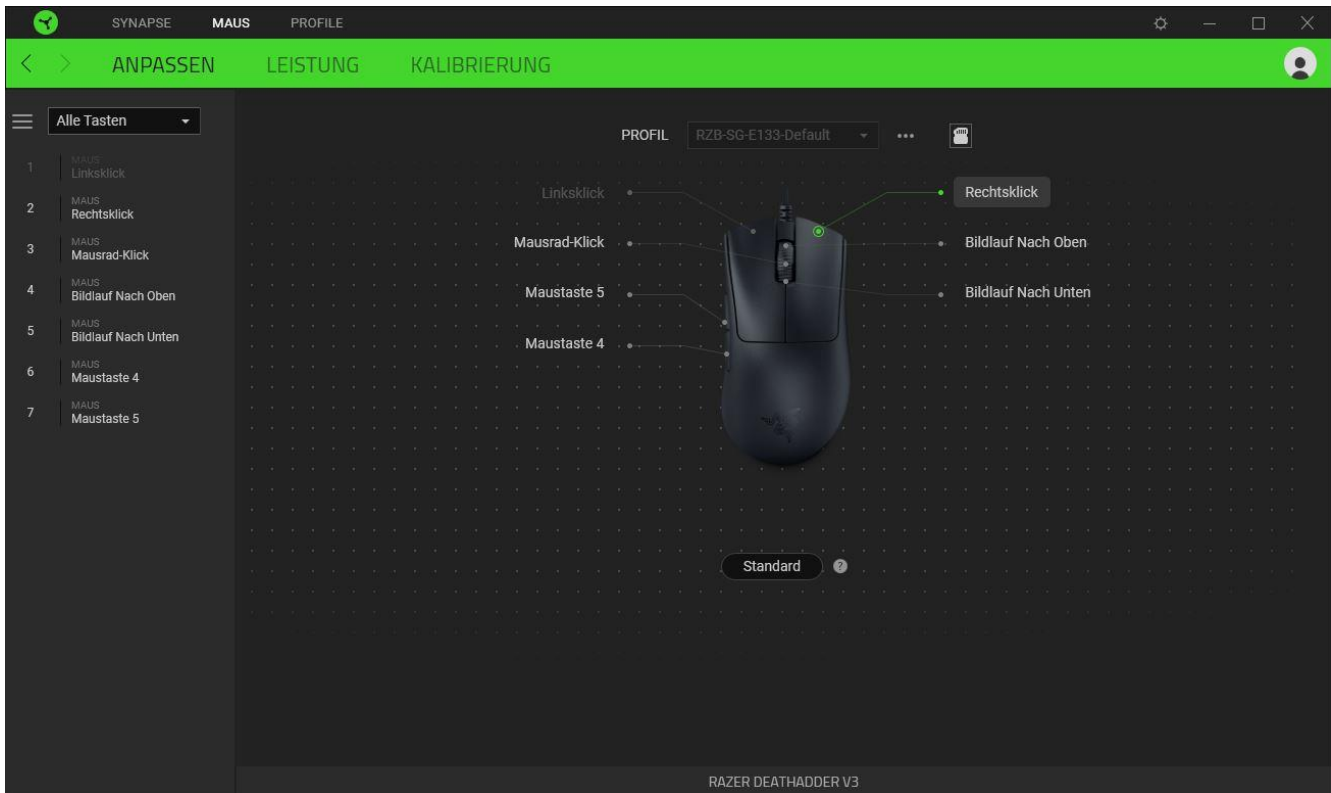 SYNAPSE MAUS PROFILE
ANPASSEN LEISTUNG KALIBRIERUNG
Alle Tasten
1 MAUS
Linksklick
2 MAUS
Rechtsklick
3 MAUS
Mausrad-Klick
4 MAUS
Bildlauf Nach Oben
5 MAUS
Bildlauf Nach Unten
6 MAUS
Maustaste 4
7 MAUS
Maustaste 5
PROFIL RZB-SG-E133-Default
Linksklick
Rechtsklick
Mausrad-Klick
Bildlauf Nach Oben
Maustaste 5
Bildlauf Nach Unten
Maustaste 4
Standard ?
RAZER DEATHADDER V3